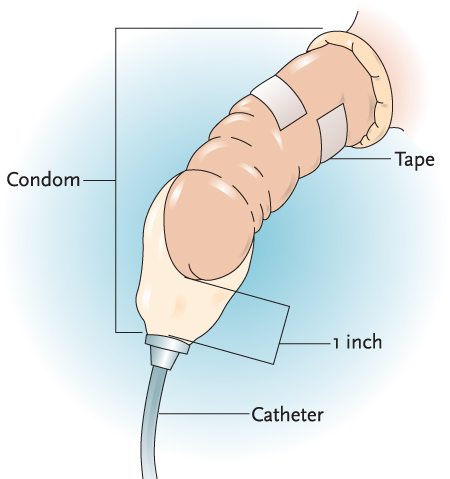 Condom
Tape
1 inch
Catheter